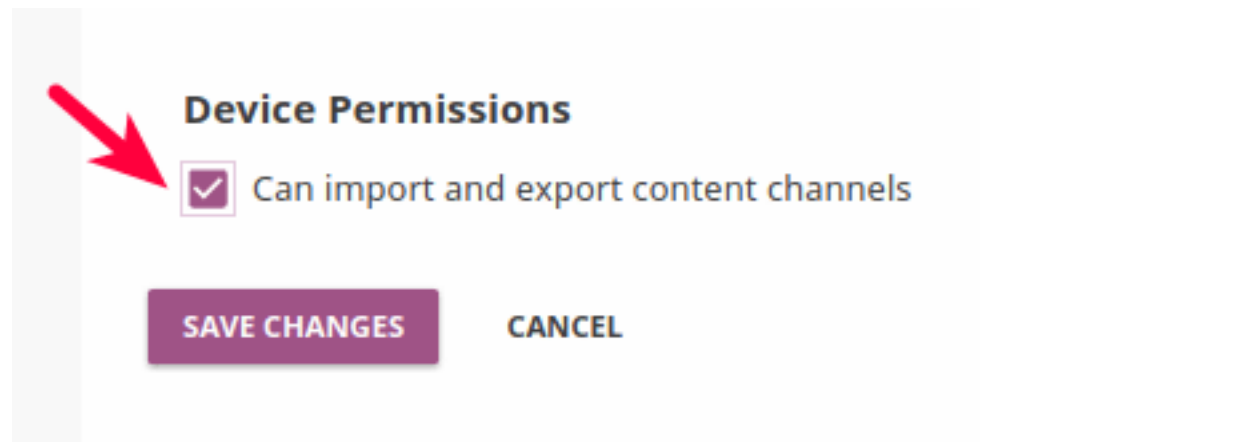 Device Permissions
Can import and export content channels
SAVE CHANGES CANCEL